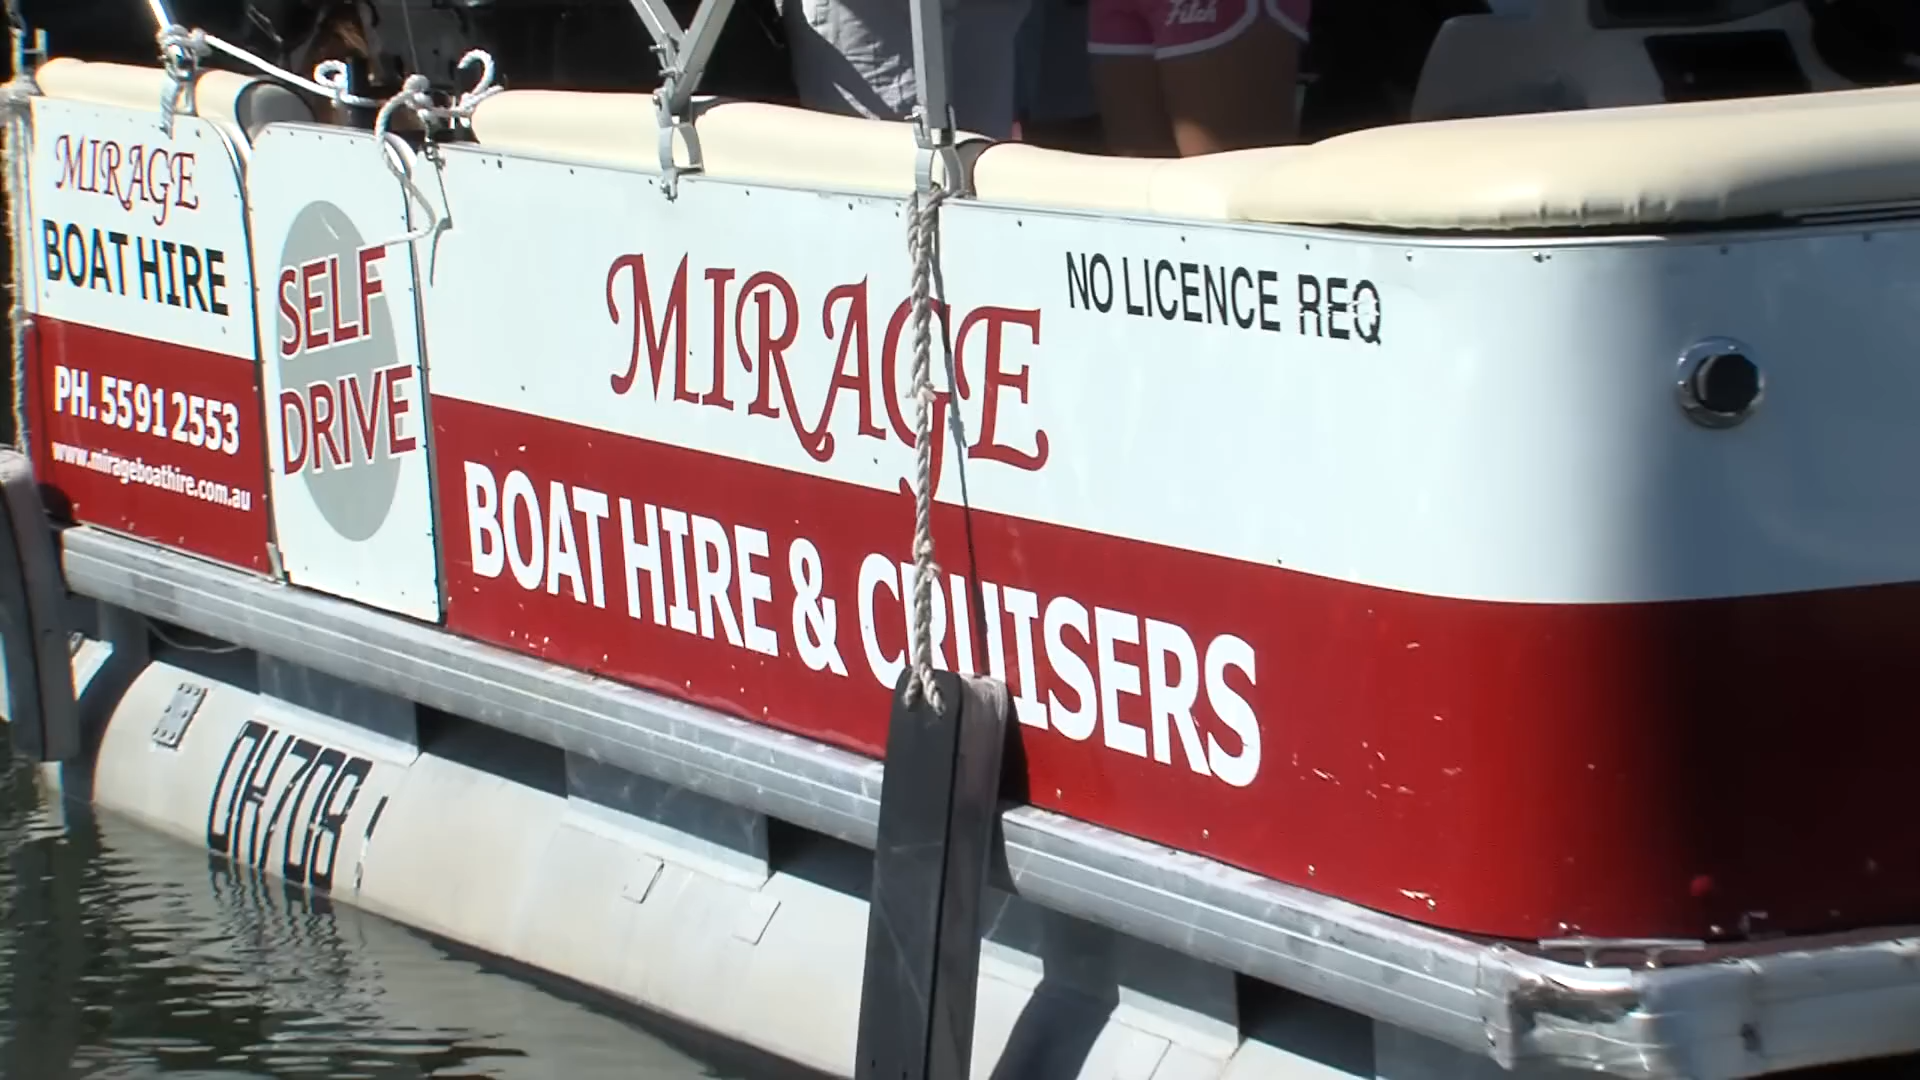 Fitch
MIRAGE
BOAT HIRE
PH. 5591 2553
www.mirageboathire.com.au
SELF
DRIVE
MIRAGE
BOAT HIRE & CRUISERS
NO LICENCE REQ